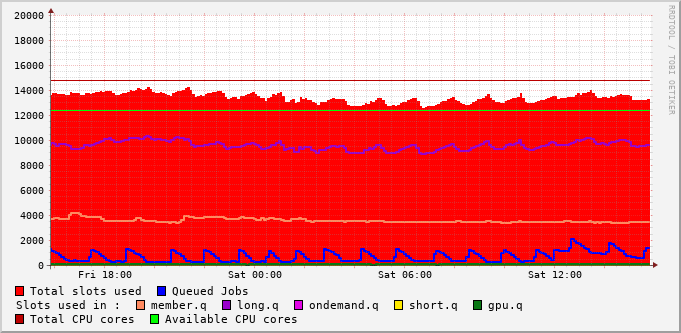 RRDTOOL / TOBI OETIKER
20000
18000
16000
14000
12000
10000
8000
6000
4000
2000
0
Fri 18:00 Sat 00:00 Sat 06:00 Sat 12:00
Total slots used Queued Jobs
Slots used in : member.q long.q ondemand.q short.q gpu.q
Total CPU cores Available CPU cores